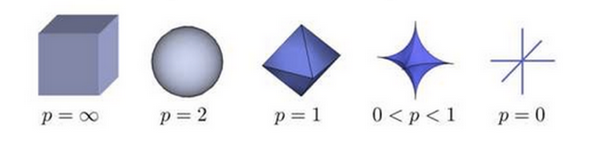 p = ∞ p = 2 p = 1 0 < p < 1 p = 0